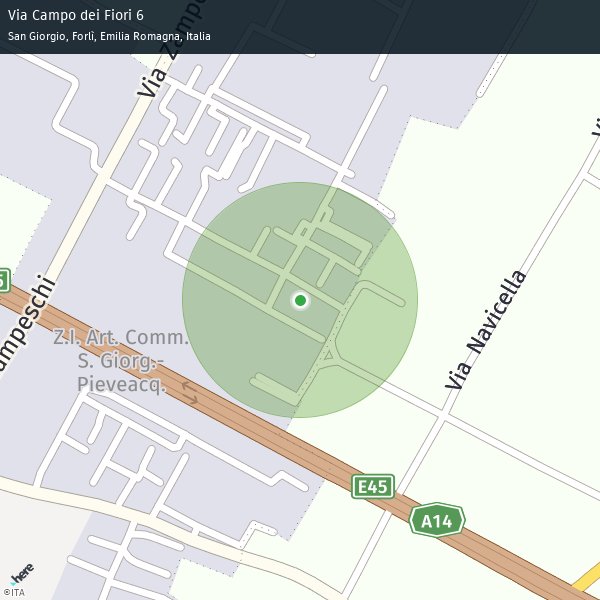 Via Campo dei Fiori 6
San Giorgio, Forlì, Emilia Romagna, Italia
Via Zampeschi
Via Navicella
Z.I. Art. Comm.
S. Giorg.-
Pieveacq.
E45
A14
here
©ITA